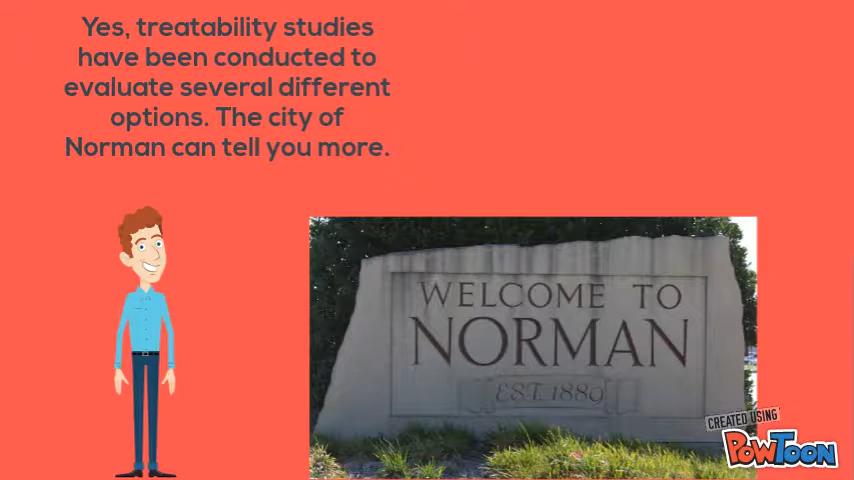 Yes, treatability studies
have been conducted to
evaluate several different
options. The city of
Norman can tell you more.
WELCOME TO
NORMAN
EST. 1889
CREATED USING
POWTOON